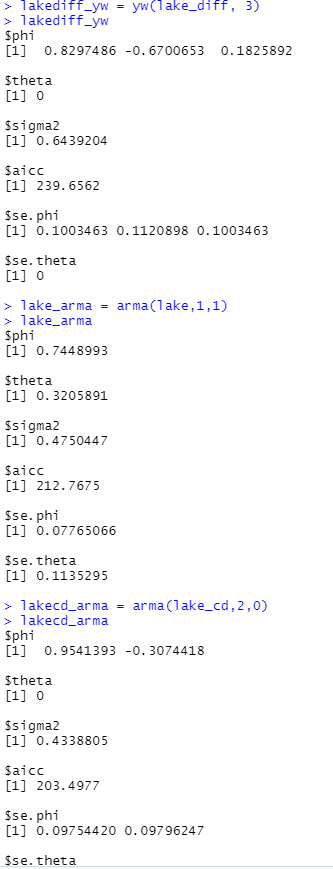 > lakediff_yw = yw(lake_diff, 3)
> lakediff_yw
$phi
[1]  0.8297486 -0.6700653  0.1825892
$theta
[1] 0
$sigma2
[1] 0.6439204
$aicc
[1] 239.6562
$se.phi
[1] 0.1003463 0.1120898 0.1003463
$se.theta
[1] 0
> lake_arma = arma(lake,1,1)
> lake_arma
$phi
[1] 0.7448993
$theta
[1] 0.3205891
$sigma2
[1] 0.4750447
$aicc
[1] 212.7675
$se.phi
[1] 0.07765066
$se.theta
[1] 0.1135295
> lakecd_arma = arma(lake_cd,2,0)
> lakecd_arma
$phi
[1]  0.9541393 -0.3074418
$theta
[1] 0
$sigma2
[1] 0.4338805
$aicc
[1] 203.4977
$se.phi
[1] 0.09754420 0.09796247
$se.theta